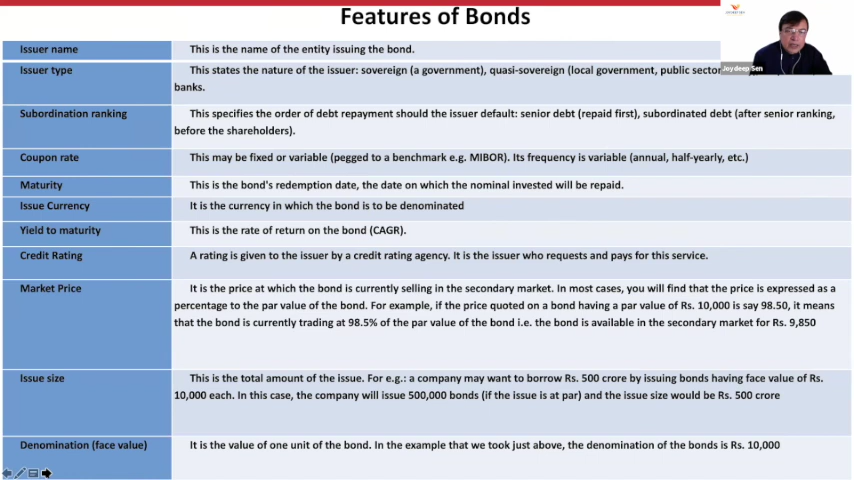 Features of Bonds
Issuer name
This is the name of the entity issuing the bond.
Issuer type
This states the nature of the issuer: sovereign (a government), quasi-sovereign (local government, public sector
banks.
Subordination ranking
This specifies the order of debt repayment should the issuer default: senior debt (repaid first), subordinated debt (after senior ranking,
before the shareholders).
Coupon rate
This may be fixed or variable (pegged to a benchmark e.g. MIBOR). Its frequency is variable (annual, half-yearly, etc.)
Maturity
This is the bond's redemption date, the date on which the nominal invested will be repaid.
Issue Currency
It is the currency in which the bond is to be denominated
Yield to maturity
This is the rate of return on the bond (CAGR).
Credit Rating
A rating is given to the issuer by a credit rating agency. It is the issuer who requests and pays for this service.
Market Price
It is the price at which the bond is currently selling in the secondary market. In most cases, you will find that the price is expressed as a
percentage to the par value of the bond. For example, if the price quoted on a bond having a par value of Rs. 10,000 is say 98.50, it means
that the bond is currently trading at 98.5% of the par value of the bond i.e. the bond is available in the secondary market for Rs. 9,850
Issue size
This is the total amount of the issue. For e.g.: a company may want to borrow Rs. 500 crore by issuing bonds having face value of Rs.
10,000 each. In this case, the company will issue 500,000 bonds (if the issue is at par) and the issue size would be Rs. 500 crore
Denomination (face value)
It is the value of one unit of the bond. In the example that we took just above, the denomination of the bonds is Rs. 10,000
Joydeep Sen